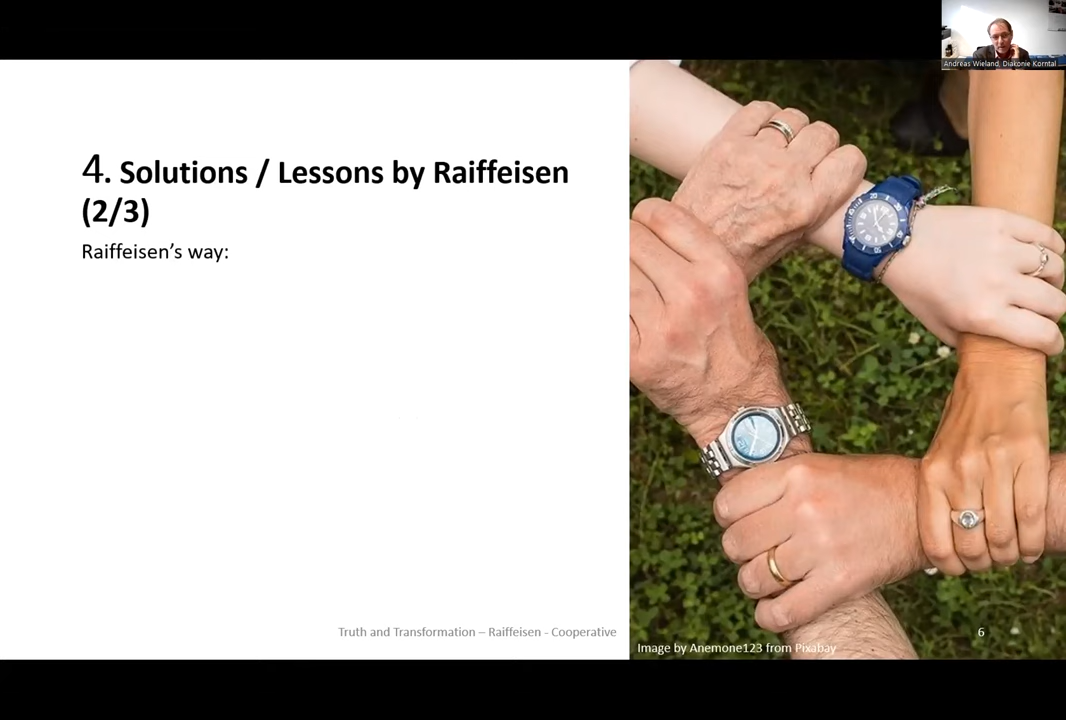 Andreas Wieland, Diakonie Korntal
4. Solutions / Lessons by Raiffeisen
(2/3)
Raiffeisen's way:
Truth and Transformation – Raiffeisen - Cooperative
6
Image by Anemone123 from Pixabay